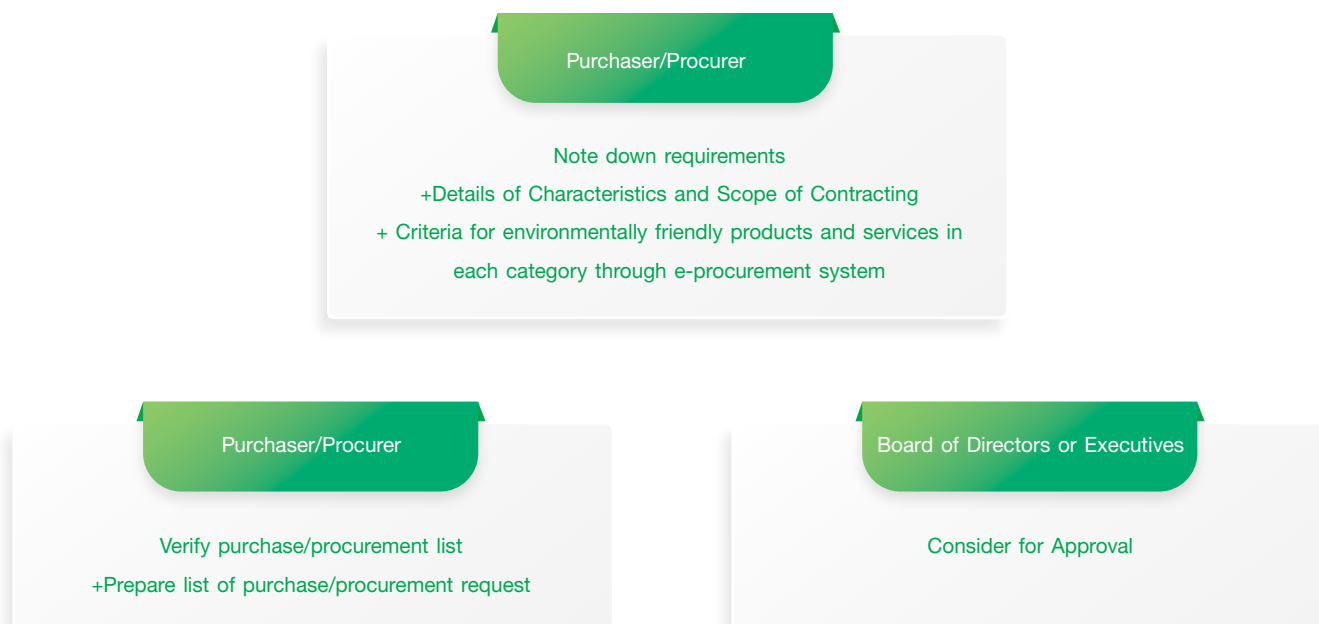 Purchaser/Procurer
Note down requirements
+Details of Characteristics and Scope of Contracting
+ Criteria for environmentally friendly products and services in
each category through e-procurement system
Purchaser/Procurer
Verify purchase/procurement list
+Prepare list of purchase/procurement request
Board of Directors or Executives
Consider for Approval